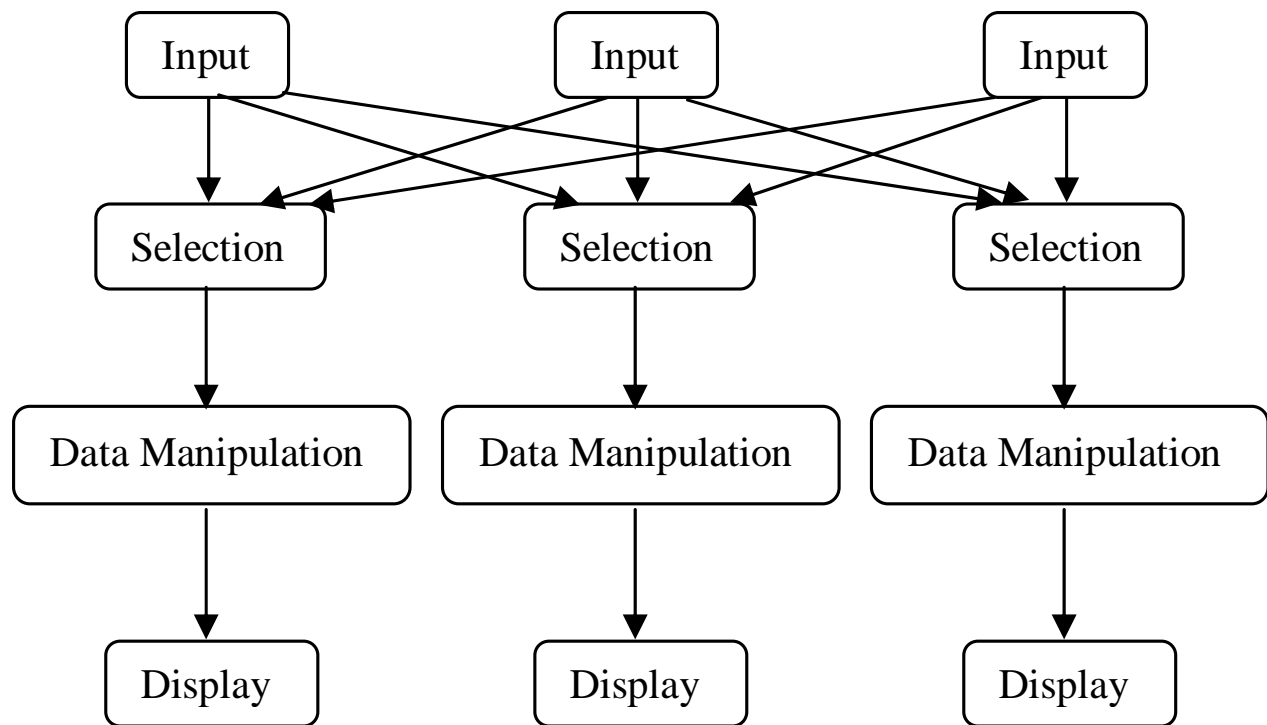 Input
Input
Input
Selection
Selection
Selection
Data Manipulation
Data Manipulation
Data Manipulation
Display
Display
Display